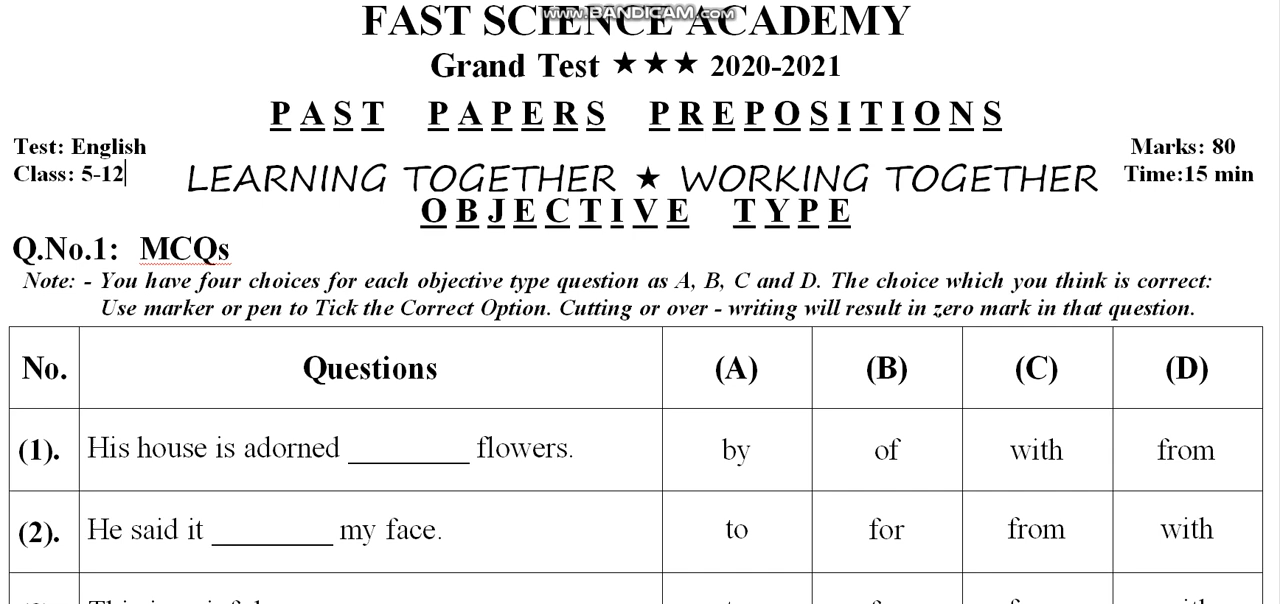 www.BANDICAM.com
FAST SCIENCE ACADEMY
Grand Test ★★★ 2020-2021
PAST PAPERS PREPOSITIONS
Test: English
Marks: 80
Class: 5-12
LEARNING TOGETHER ★ WORKING TOGETHER
Time:15 min
OBJECTIVE TYPE
Q.No.1: MCQs
Note: - You have four choices for each objective type question as A, B, C and D. The choice which you think is correct:
Use marker or pen to Tick the Correct Option. Cutting or over - writing will result in zero mark in that question.
No. Questions (A) (B) (C) (D)
(1). His house is adorned ________ flowers. by of with from
(2). He said it ________ my face. to for from with